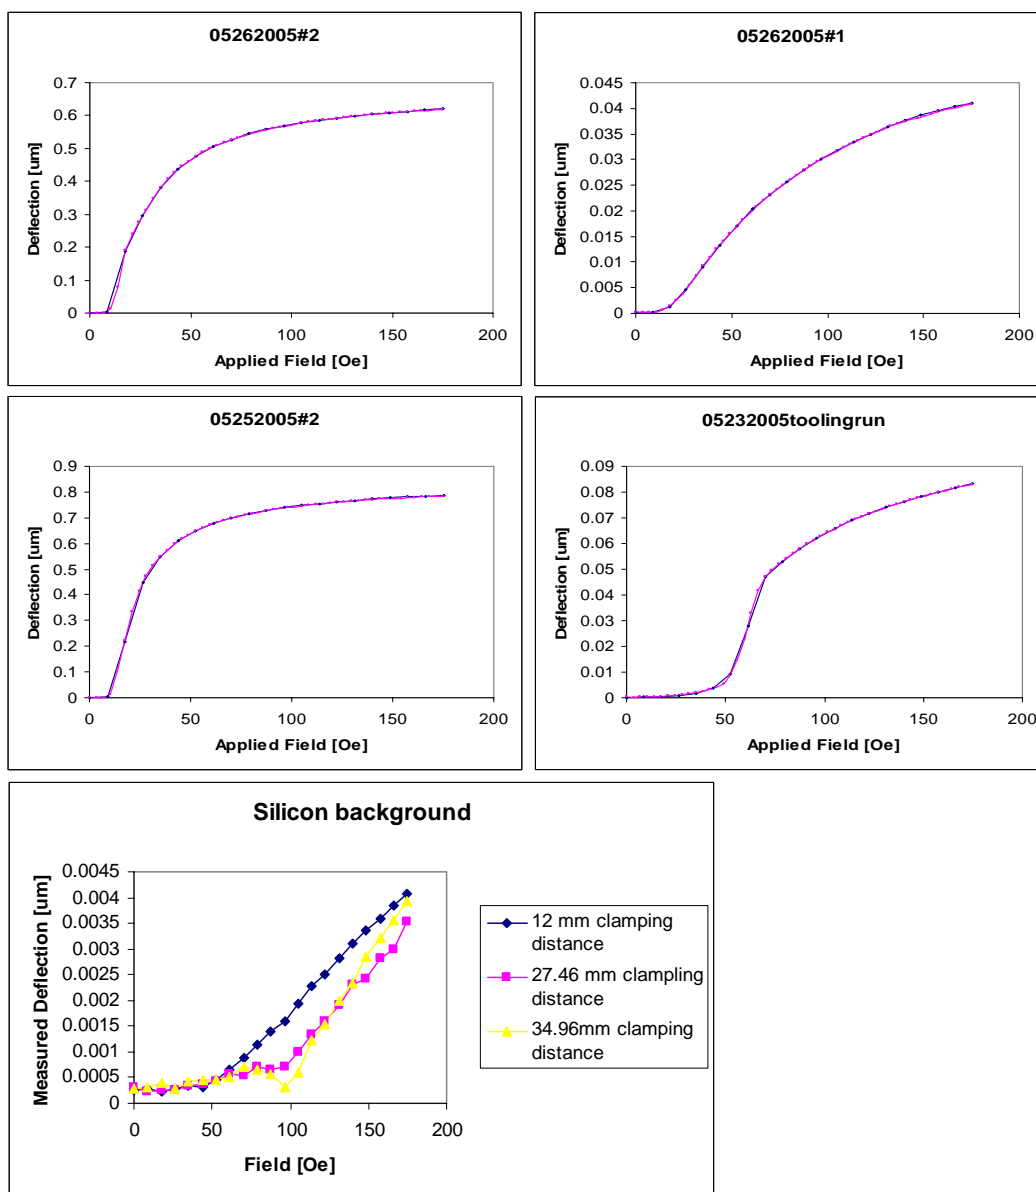 05262005#2
Deflection [um]
0.7
0.6
0.5
0.4
0.3
0.2
0.1
0
0 50 100 150 200
Applied Field [Oe]
05262005#1
Deflection [um]
0.045
0.04
0.035
0.03
0.025
0.02
0.015
0.01
0.005
0
0 50 100 150 200
Applied Field [Oe]
05252005#2
Deflection [um]
0.9
0.8
0.7
0.6
0.5
0.4
0.3
0.2
0.1
0
0 50 100 150 200
Applied Field [Oe]
05232005toolingrun
Deflection [um]
0.09
0.08
0.07
0.06
0.05
0.04
0.03
0.02
0.01
0
0 50 100 150 200
Applied Field [Oe]
Silicon background
Measured Deflection [um]
0.0045
0.004
0.0035
0.003
0.0025
0.002
0.0015
0.001
0.0005
0
0 50 100 150 200
Field [Oe]
12 mm clamping
distance
27.46 mm clampling
distance
34.96mm clamping
distance